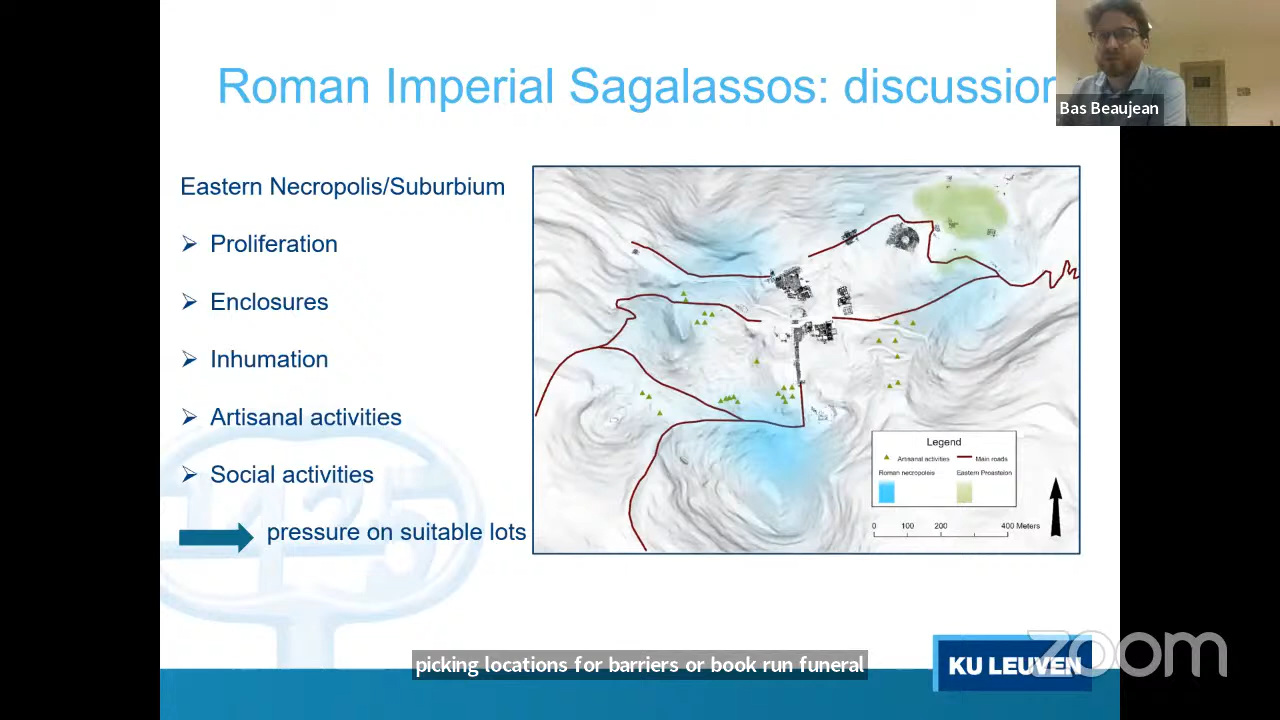 Roman Imperial Sagalassos: discussion
Bas Beaujean
Eastern Necropolis/Suburbium
Proliferation
Enclosures
Inhumation
Artisanal activities
Social activities
pressure on suitable lots
Legend
Artisanal activities
Main roads
Roman necropoleis
Eastern Proasteion
0 100 200 400 Meters
1425
picking locations for barriers or book run funeral
KU LEUVEN
zoom